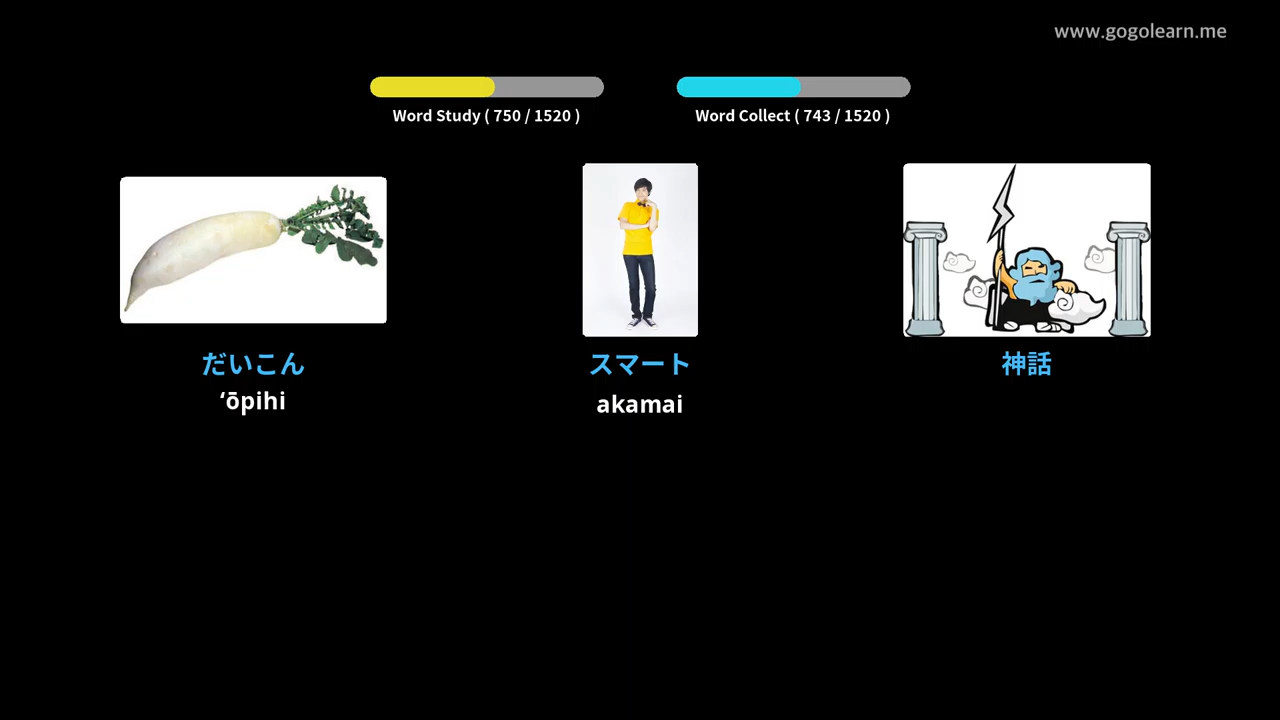 www.gogolearn.me
Word Study ( 750 / 1520 )
Word Collect ( 743 / 1520 )
だいこん
ʻōpihi
スマート
akamai
神話